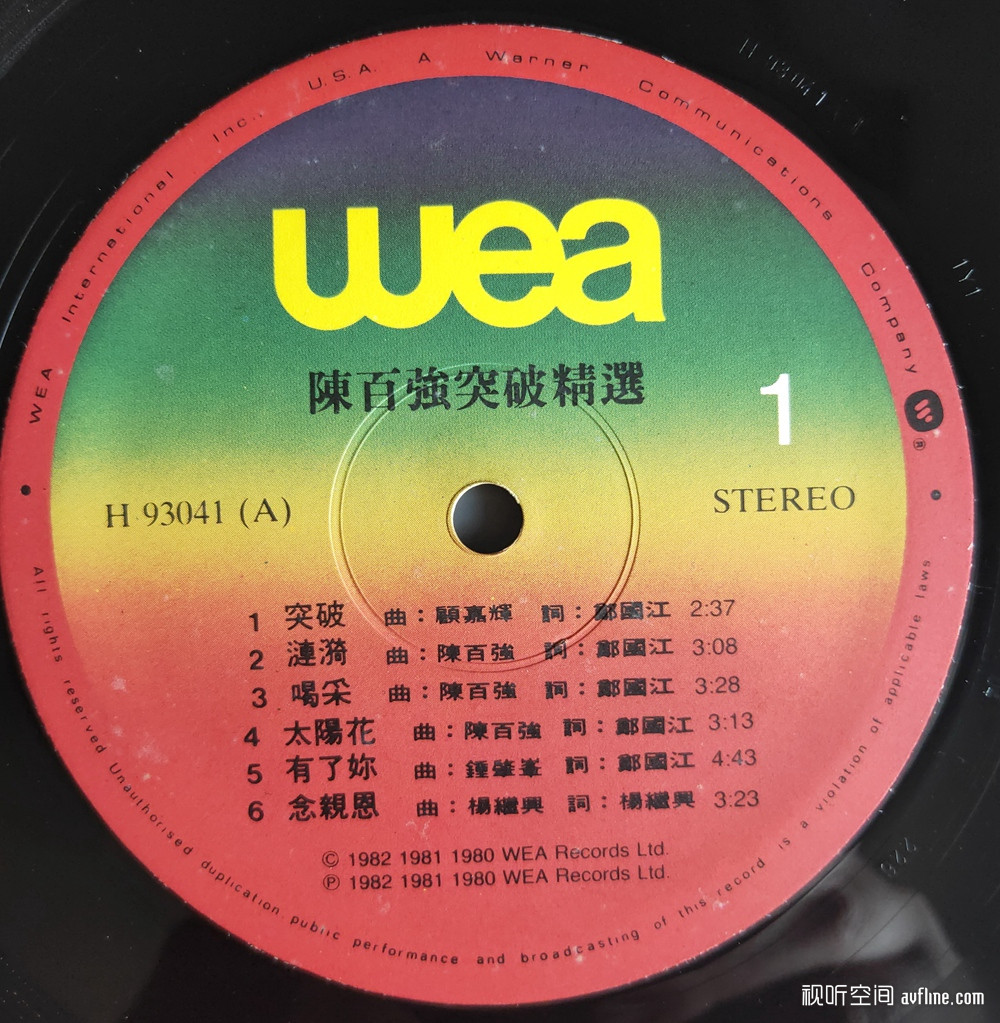 WEA International Inc., U.S.A. A Warner Communications Company
®
wea
陳百強突破精選
1
H 93041 (A)
STEREO
1 突破 曲：顧嘉輝 詞：鄭國江 2:37
2 漣漪 曲：陳百強 詞：鄭國江 3:08
3 喝采 曲：陳百強 詞：鄭國江 3:28
4 太陽花 曲：陳百強 詞：鄭國江 3:13
5 有了妳 曲：鍾肇峯 詞：鄭國江 4:43
6 念親恩 曲：楊繼興 詞：楊繼興 3:23
© 1982 1981 1980 WEA Records Ltd.
℗ 1982 1981 1980 WEA Records Ltd.
All rights reserved Unauthorised duplication public performance and broadcasting of this record is a violation of applicable laws
H 93041
1Y1
视听空间 avfline.com